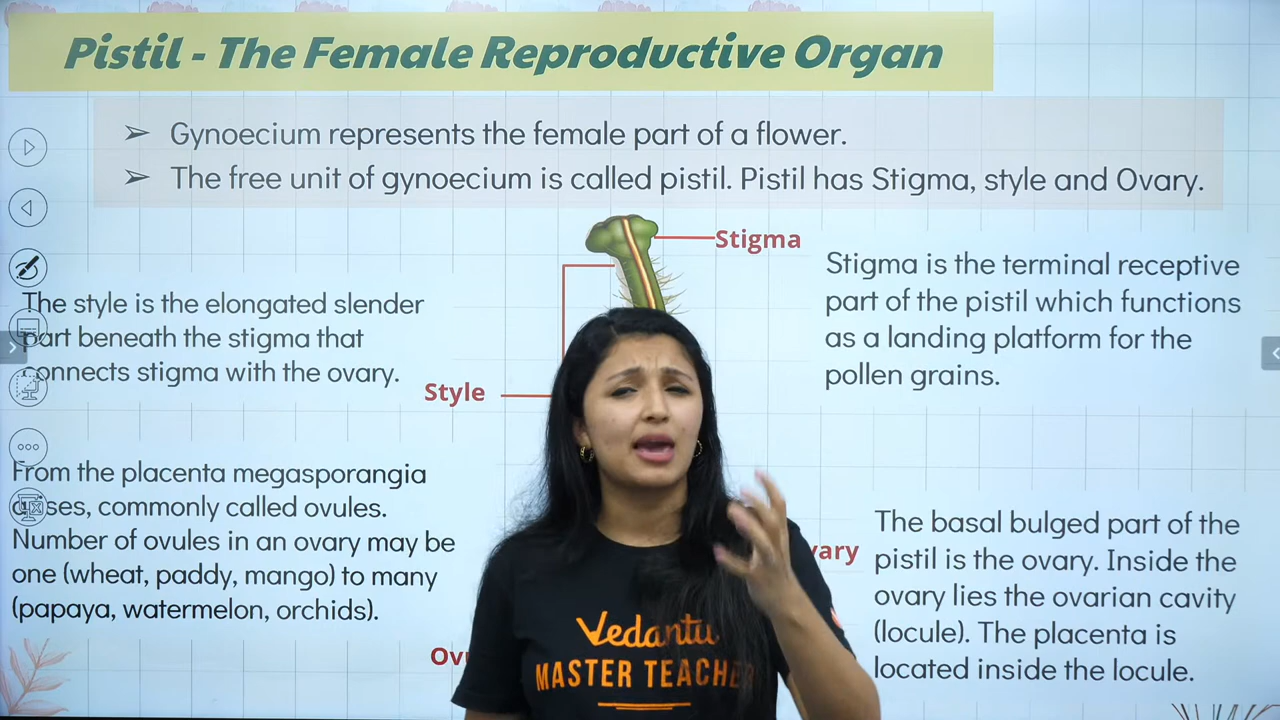 Pistil - The Female Reproductive Organ
➢ Gynoecium represents the female part of a flower.
➢ The free unit of gynoecium is called pistil. Pistil has Stigma, style and Ovary.
Stigma
Stigma is the terminal receptive
part of the pistil which functions
as a landing platform for the
pollen grains.
The style is the elongated slender
part beneath the stigma that
connects stigma with the ovary.
Style
From the placenta megasporangia
commonly called ovules.
Number of ovules in an ovary may be
one (wheat, paddy, mango) to many
(papaya, watermelon, orchids).
vary
The basal bulged part of the
pistil is the ovary. Inside the
ovary lies the ovarian cavity
(locule). The placenta is
located inside the locule.
Ovu
Vedantu
MASTER TEACHER